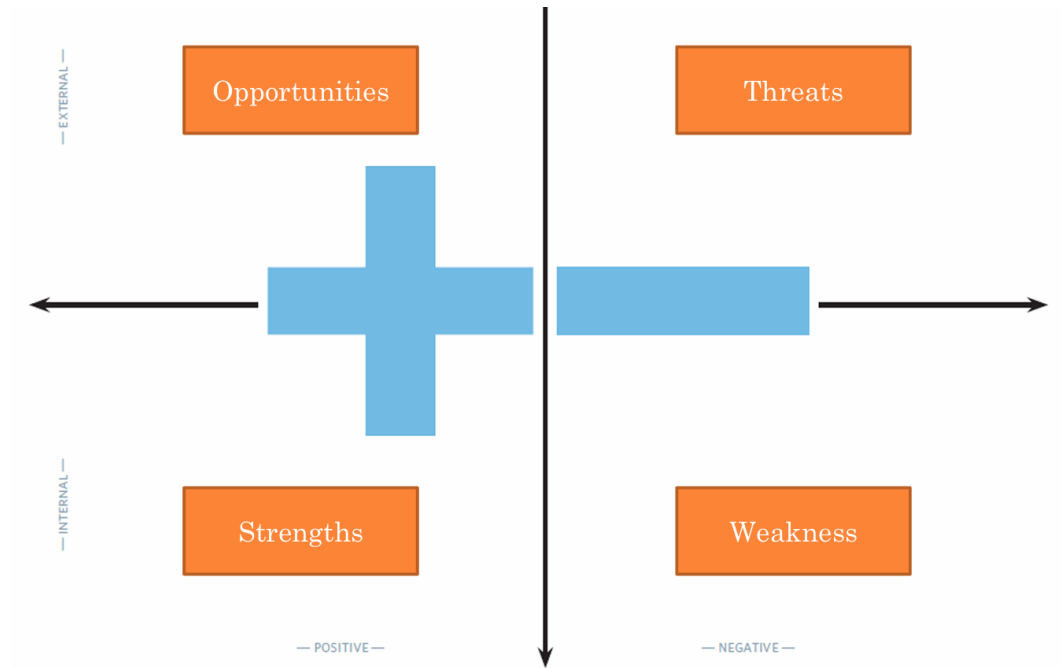 — EXTERNAL —
Opportunities
Threats
— INTERNAL —
Strengths
Weakness
— POSITIVE —
— NEGATIVE —